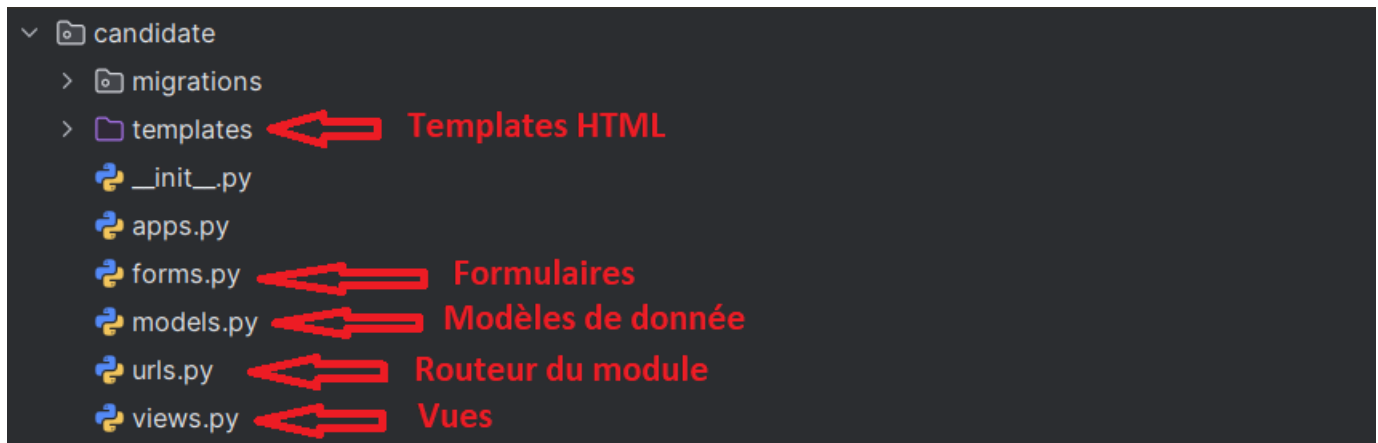 candidate
migrations
templates Templates HTML
__init__.py
apps.py
forms.py Formulaires
models.py Modèles de donnée
urls.py Routeur du module
views.py Vues